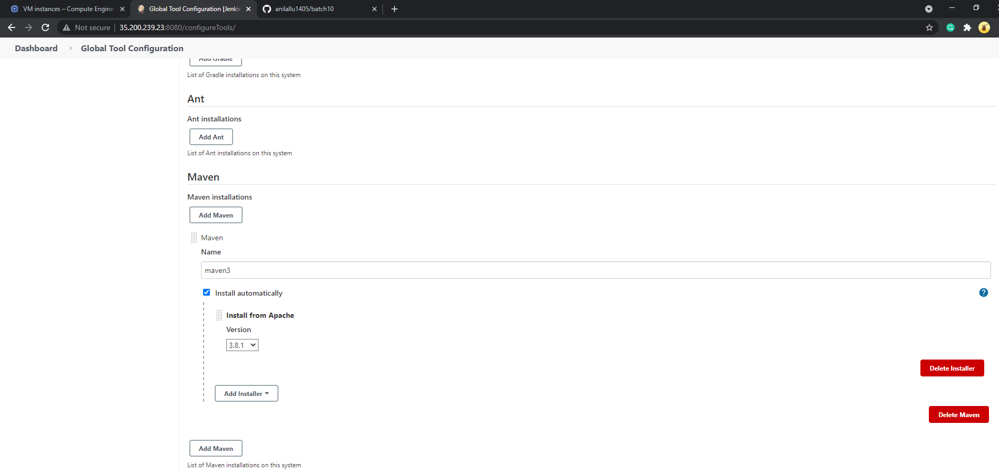 VM instances – Compute Engine
Global Tool Configuration [Jenkin
anilallu1405/batch10
Not secure
35.200.239.23:8080/configureTools/
Dashboard
Global Tool Configuration
Add Gradle
List of Gradle installations on this system
Ant
Ant installations
Add Ant
List of Ant installations on this system
Maven
Maven installations
Add Maven
Maven
Name
maven3
Install automatically
?
Install from Apache
Version
3.8.1
Delete Installer
Add Installer
Delete Maven
Add Maven
List of Maven installations on this system